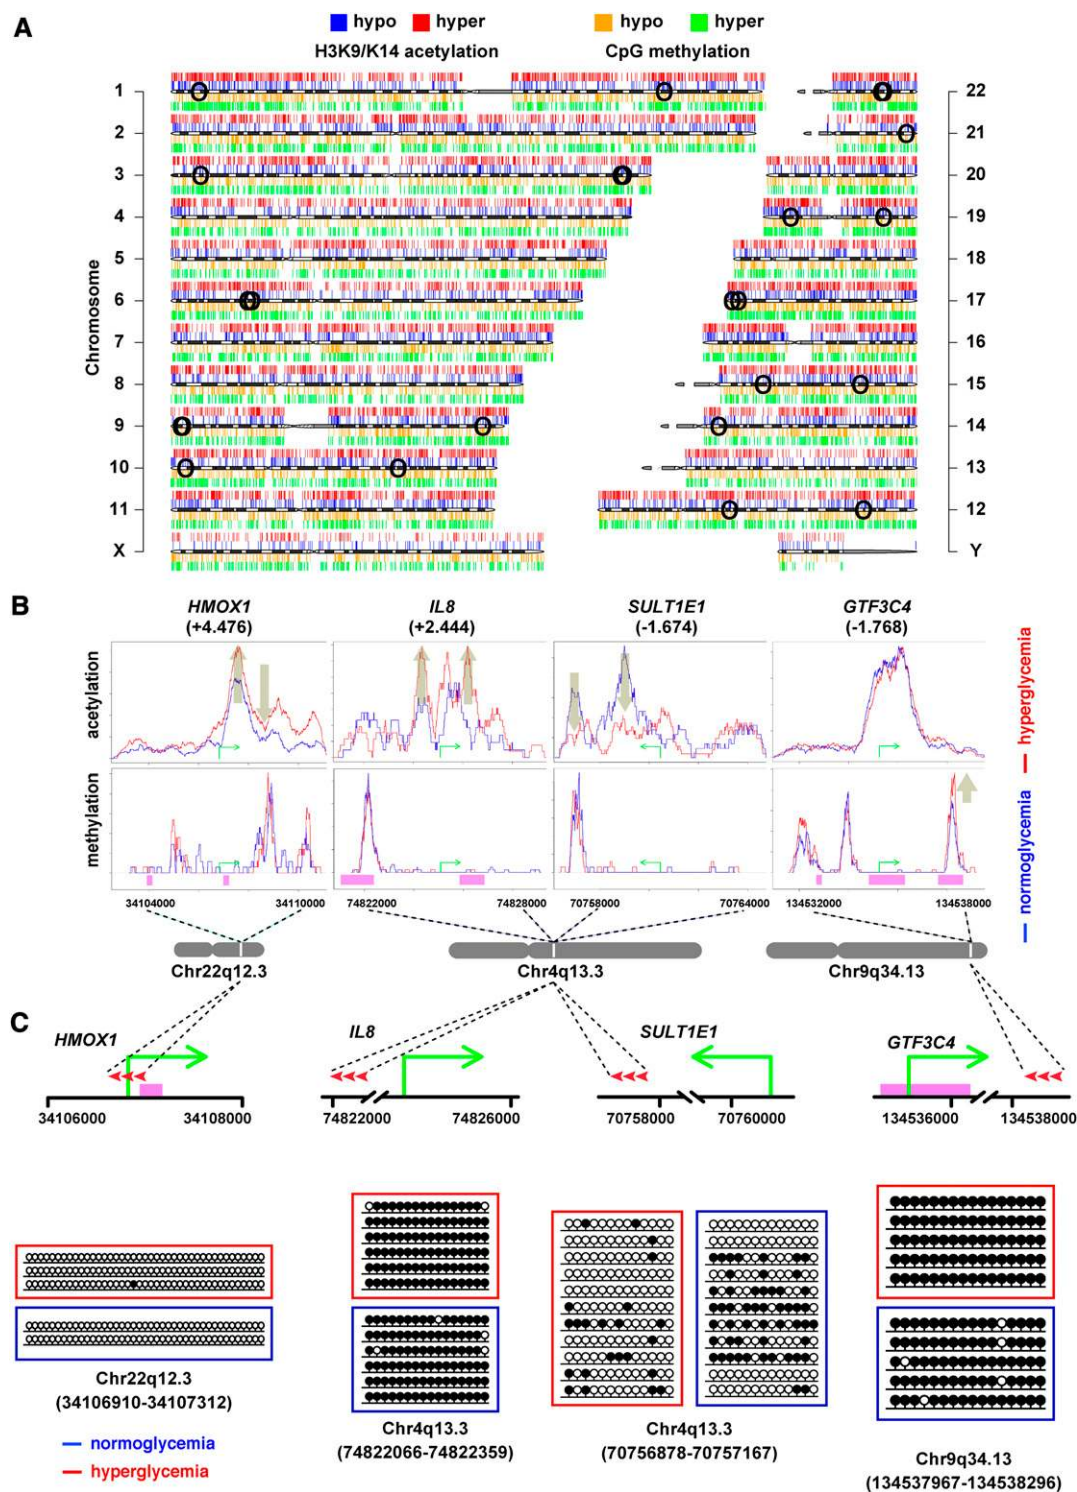 A
hypo hyper hypo hyper
H3K9/K14 acetylation CpG methylation
Chromosome
1 22
2 21
3 20
4 19
5 18
6 17
7 16
8 15
9 14
10 13
11 12
X Y
B
HMOX1 IL8 SULT1E1 GTF3C4
(+4.476) (+2.444) (-1.674) (-1.768)
acetylation
methylation
hyperglycemia
normoglycemia
34104000 34110000 74822000 74828000 70758000 70764000 134532000 134538000
Chr22q12.3 Chr4q13.3 Chr9q34.13
C
HMOX1 IL8 SULT1E1 GTF3C4
34106000 34108000 74822000 74826000 70758000 70760000 134536000 134538000
Chr22q12.3
(34106910-34107312)
Chr4q13.3
(74822066-74822359)
Chr4q13.3
(70756878-70757167)
Chr9q34.13
(134537967-134538296)
normoglycemia
hyperglycemia